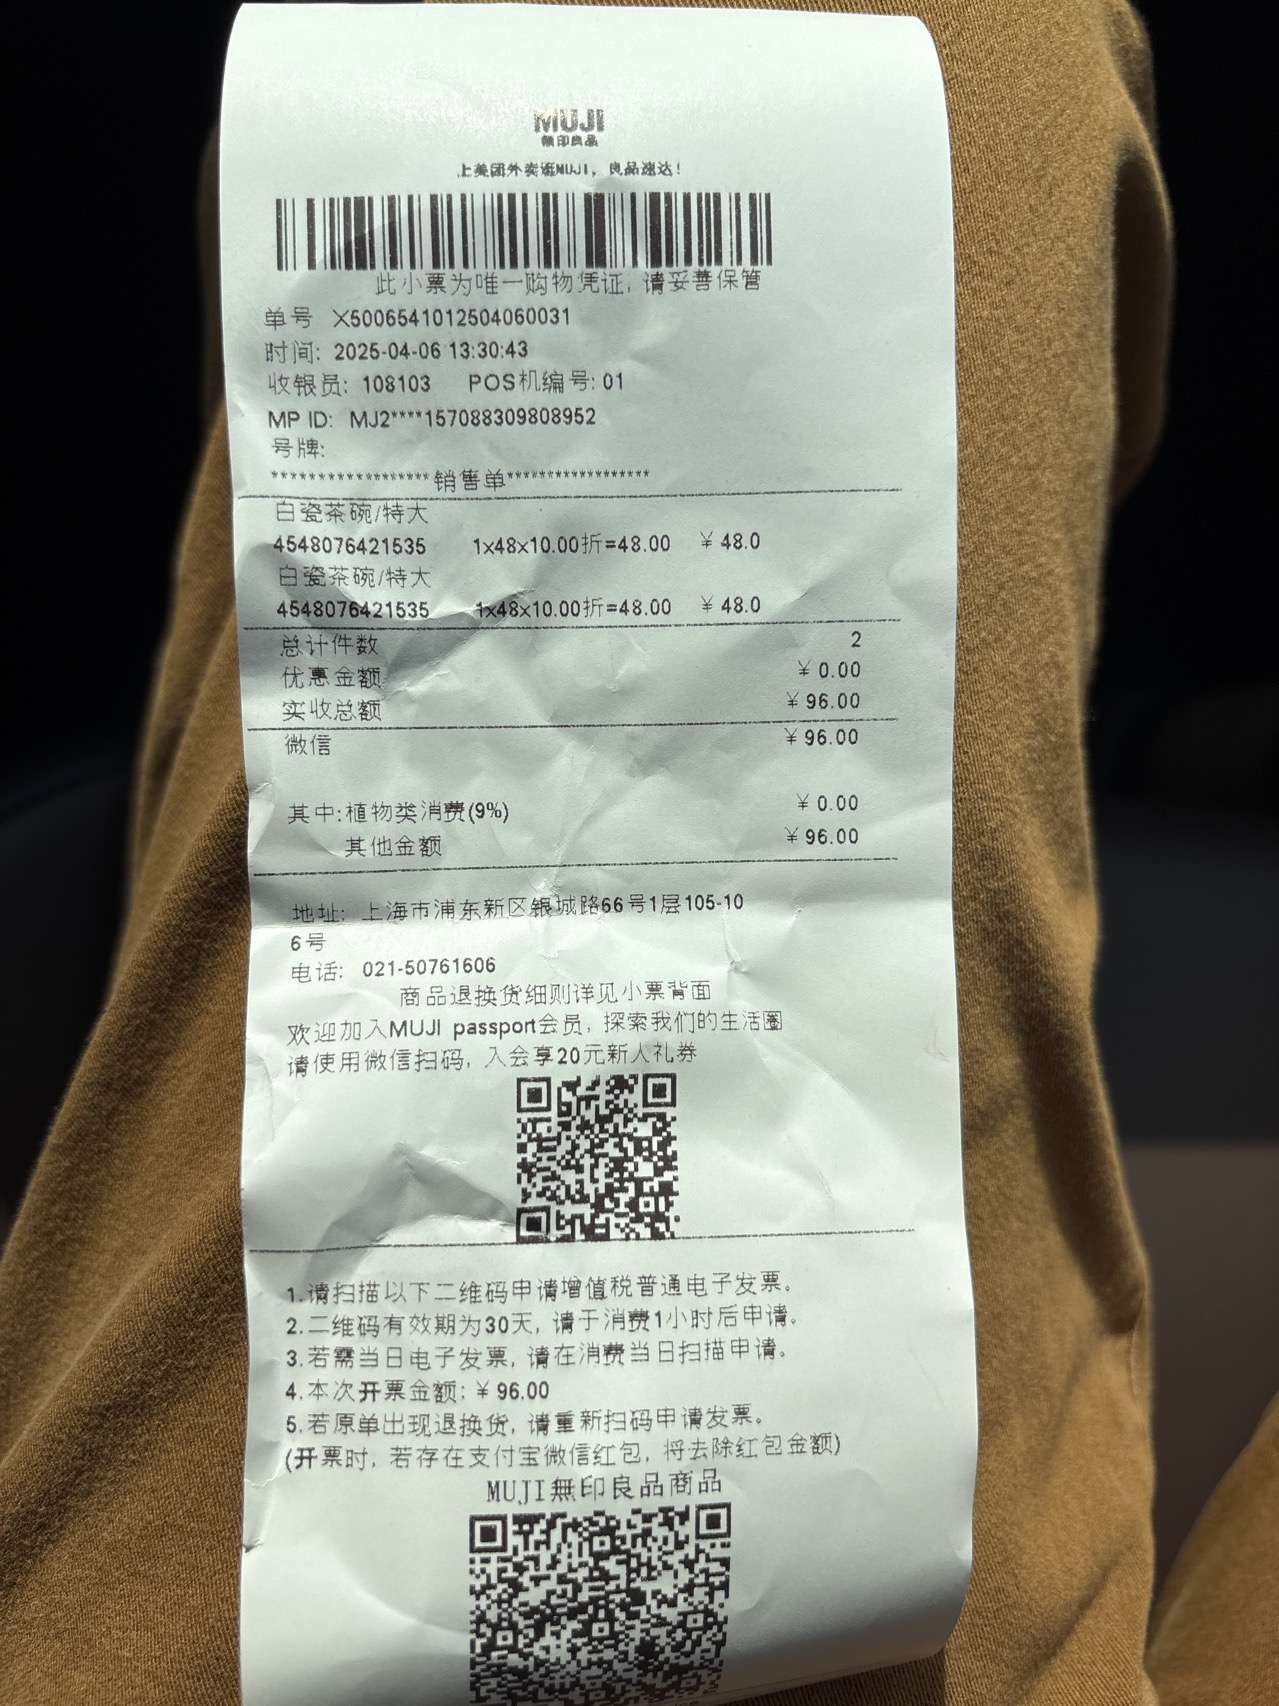 MUJI
無印良品
上美团外卖逛MUJI，良品速达！
此小票为唯一购物凭证, 请妥善保管
单号 X5006541012504060031
时间: 2025-04-06 13:30:43
收银员: 108103 POS机编号: 01
MP ID: MJ2****157088309808952
号牌:
******************销售单******************
白瓷茶碗/特大
4548076421535 1x48x10.00折=48.00 ￥48.0
白瓷茶碗/特大
4548076421535 1x48x10.00折=48.00 ￥48.0
总计件数 2
优惠金额 ￥0.00
实收总额 ￥96.00
微信 ￥96.00
其中:植物类消费(9%) ￥0.00
其他金额 ￥96.00
地址: 上海市浦东新区银城路66号1层105-10
6号
电话: 021-50761606
商品退换货细则详见小票背面
欢迎加入MUJI passport会员, 探索我们的生活圈
请使用微信扫码, 入会享20元新人礼券
1.请扫描以下二维码申请增值税普通电子发票。
2.二维码有效期为30天, 请于消费1小时后申请。
3.若需当日电子发票, 请在消费当日扫描申请。
4.本次开票金额: ￥96.00
5.若原单出现退换货, 请重新扫码申请发票。
(开票时, 若存在支付宝微信红包, 将去除红包金额)
MUJI無印良品商品